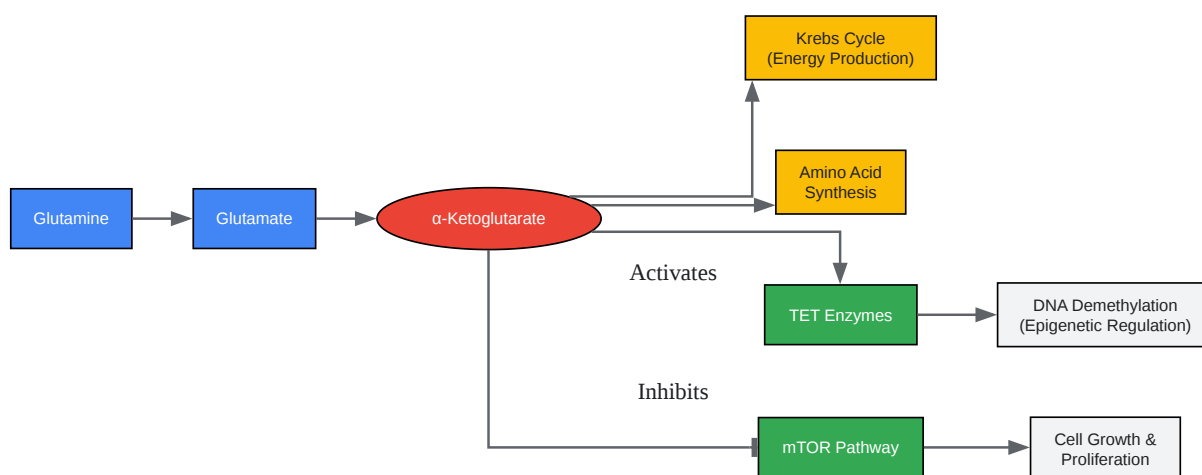 Krebs Cycle
(Energy Production)
Amino Acid
Synthesis
Glutamine
Glutamate
α-Ketoglutarate
Activates
TET Enzymes
DNA Demethylation
(Epigenetic Regulation)
Inhibits
mTOR Pathway
Cell Growth &
Proliferation